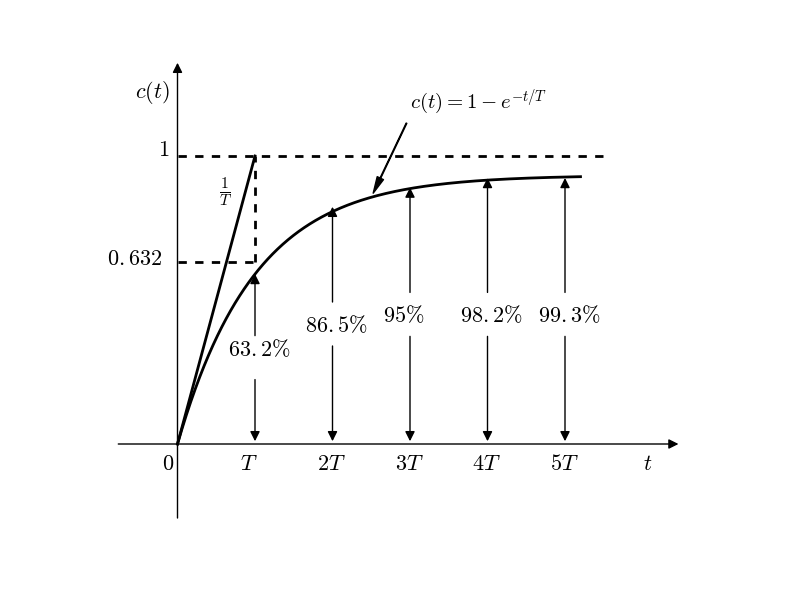 c(t)
c(t) = 1 − e^{−t/T}
1
1/T
0.632
63.2%
86.5%
95%
98.2%
99.3%
0
T
2T
3T
4T
5T
t